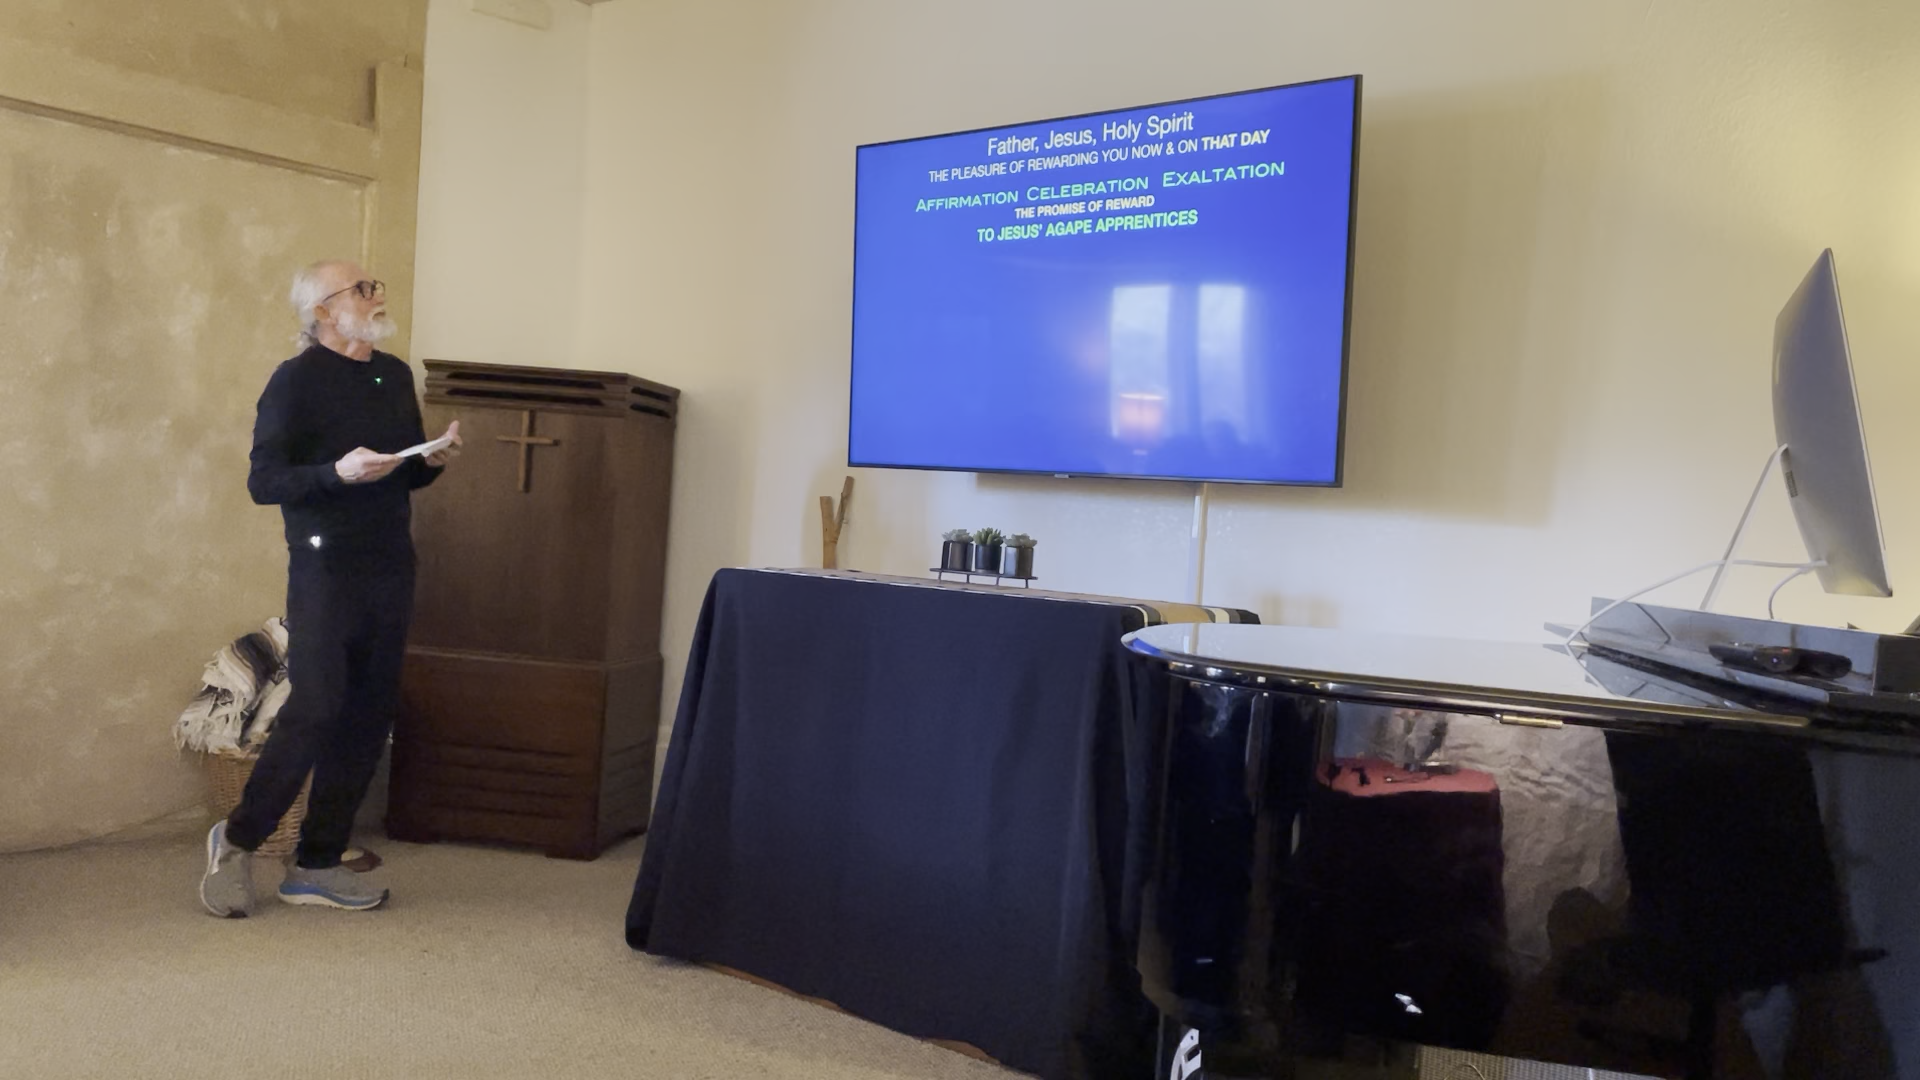 Father, Jesus, Holy Spirit
THE PLEASURE OF REWARDING YOU NOW & ON THAT DAY
AFFIRMATION CELEBRATION EXALTATION
THE PROMISE OF REWARD
TO JESUS' AGAPE APPRENTICES